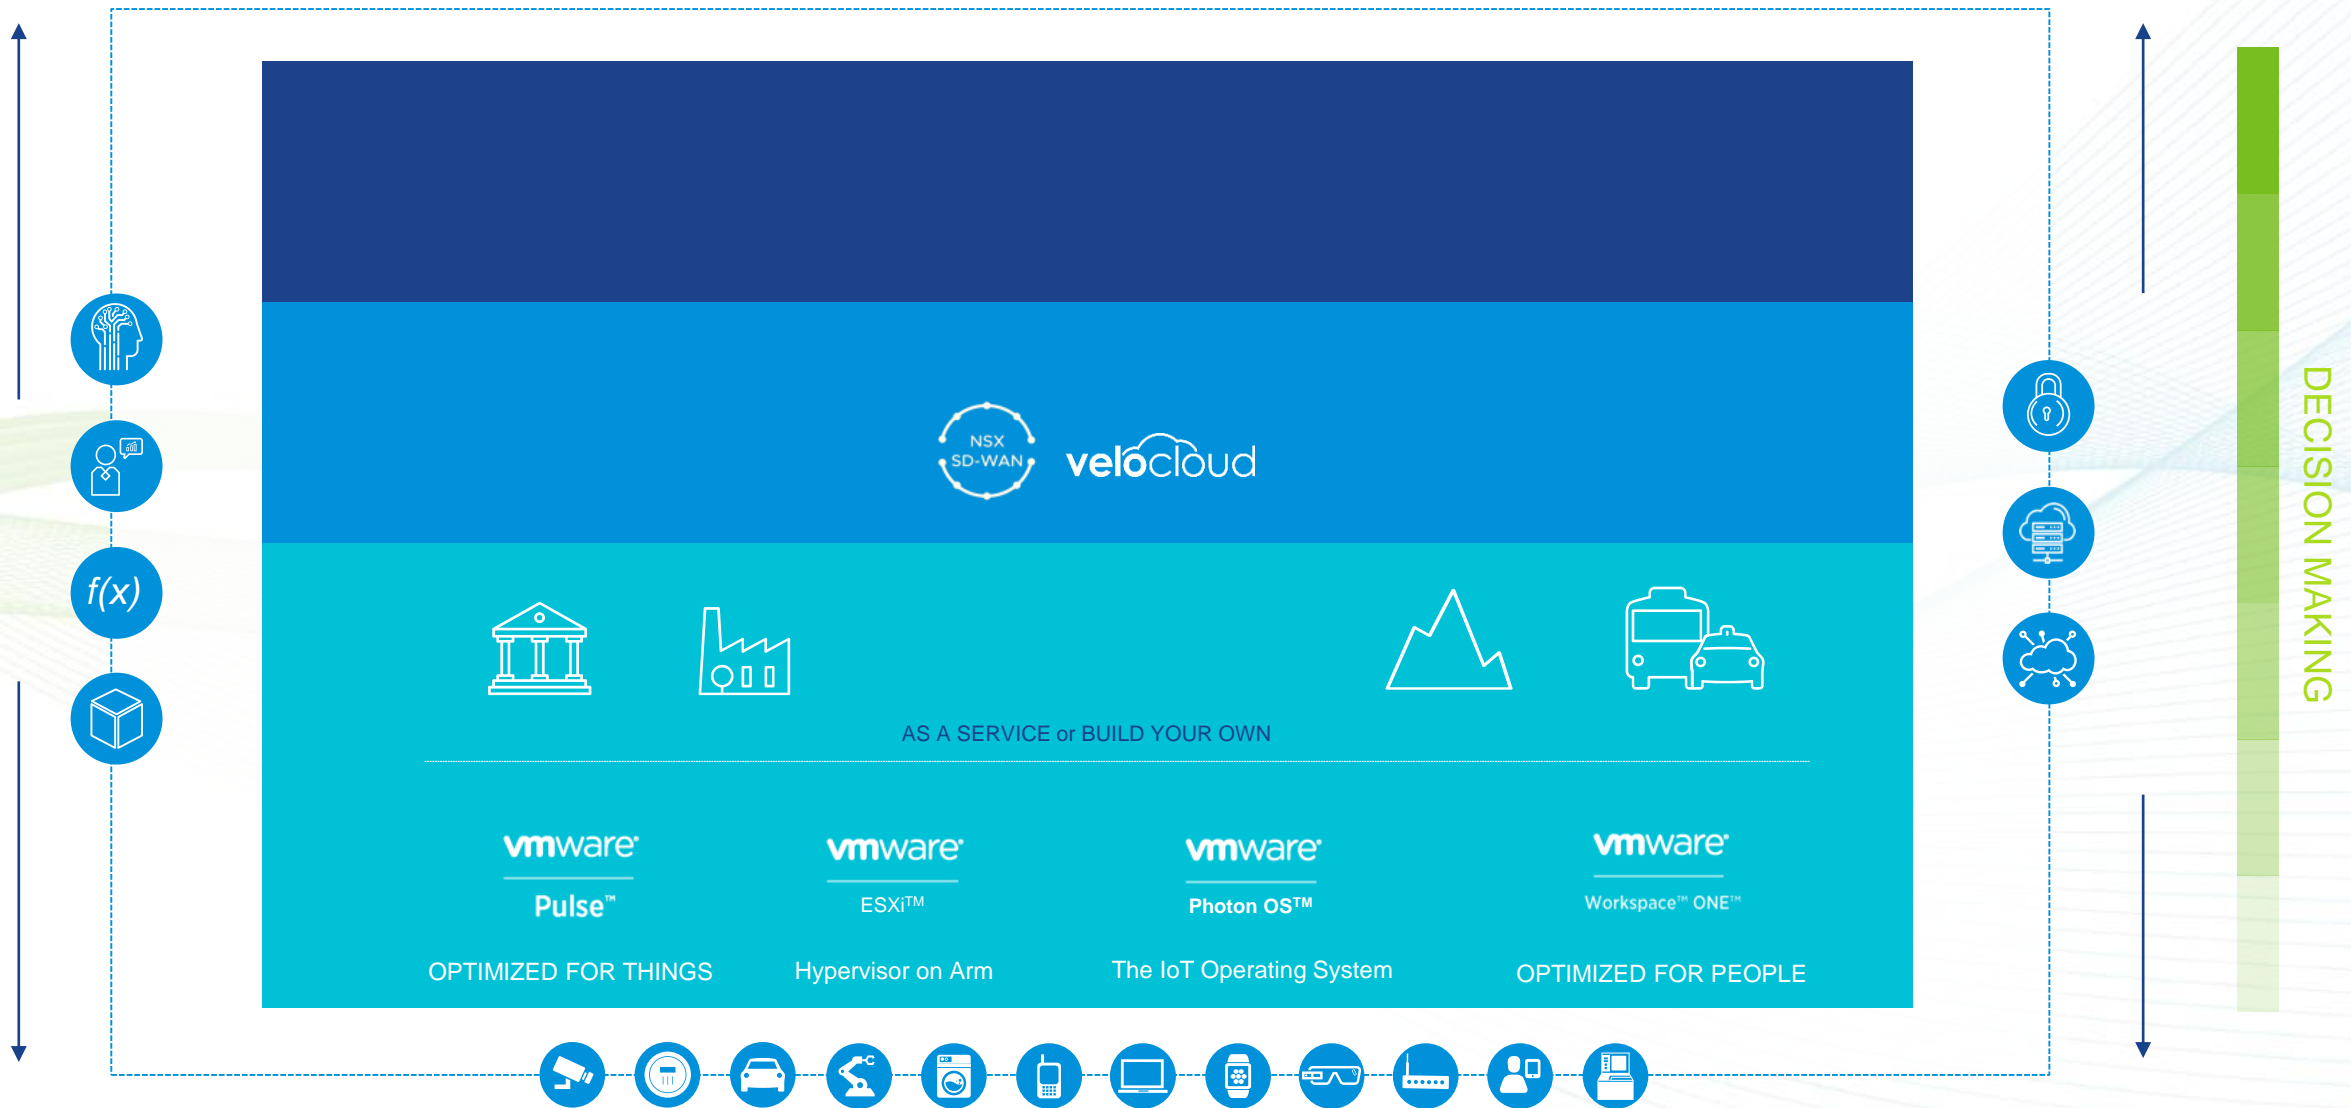 NSX
SD-WAN
velocloud
f(x)
AS A SERVICE or BUILD YOUR OWN
vmware®
Pulse™
OPTIMIZED FOR THINGS
vmware®
ESXi™
Hypervisor on Arm
vmware®
Photon OS™
The IoT Operating System
vmware®
Workspace™ ONE™
OPTIMIZED FOR PEOPLE
DECISION MAKING